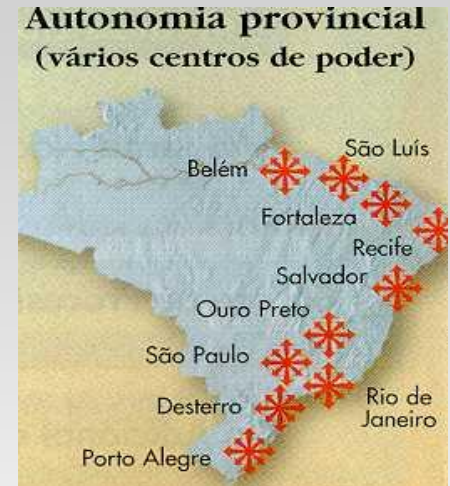 Autonomia provincial
(vários centros de poder)
São Luís
Belém
Fortaleza
Recife
Salvador
Ouro Preto
São Paulo
Desterro
Rio de
Janeiro
Porto Alegre